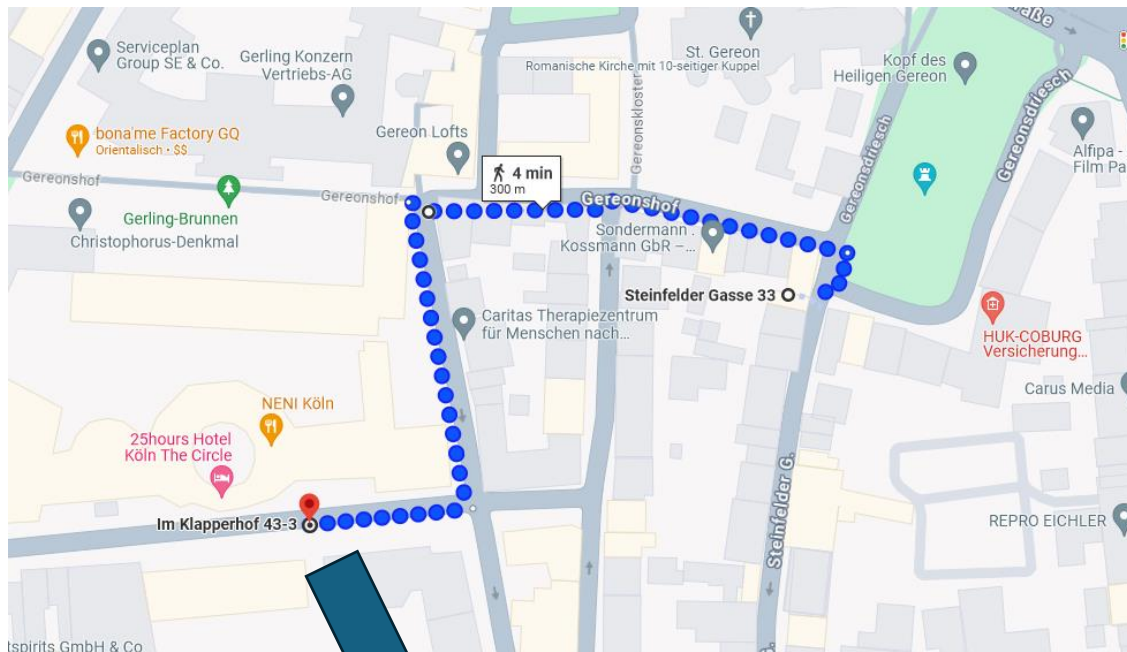 Serviceplan
Group SE & Co.
Gerling Konzern
Vertriebs-AG
St. Gereon
Romanische Kirche mit 10-seitiger Kuppel
Kopf des
Heiligen Gereon
bona'me Factory GQ
Orientalisch • $$
Gereon Lofts
Gereonskloster
Gereonsdriesch
Gereonsdriesch
Alfipa -
Film Pa
4 min
300 m
Gereonshof
Gereonshof
Gereonshof
Gerling-Brunnen
Christophorus-Denkmal
Sondermann .
Kossmann GbR –...
Steinfelder Gasse 33
Caritas Therapiezentrum
für Menschen nach...
HUK-COBURG
Versicherung...
Carus Media
NENI Köln
25hours Hotel
Köln The Circle
Im Klapperhof 43-3
Steinfelder G.
REPRO EICHLER
tspirits GmbH & Co